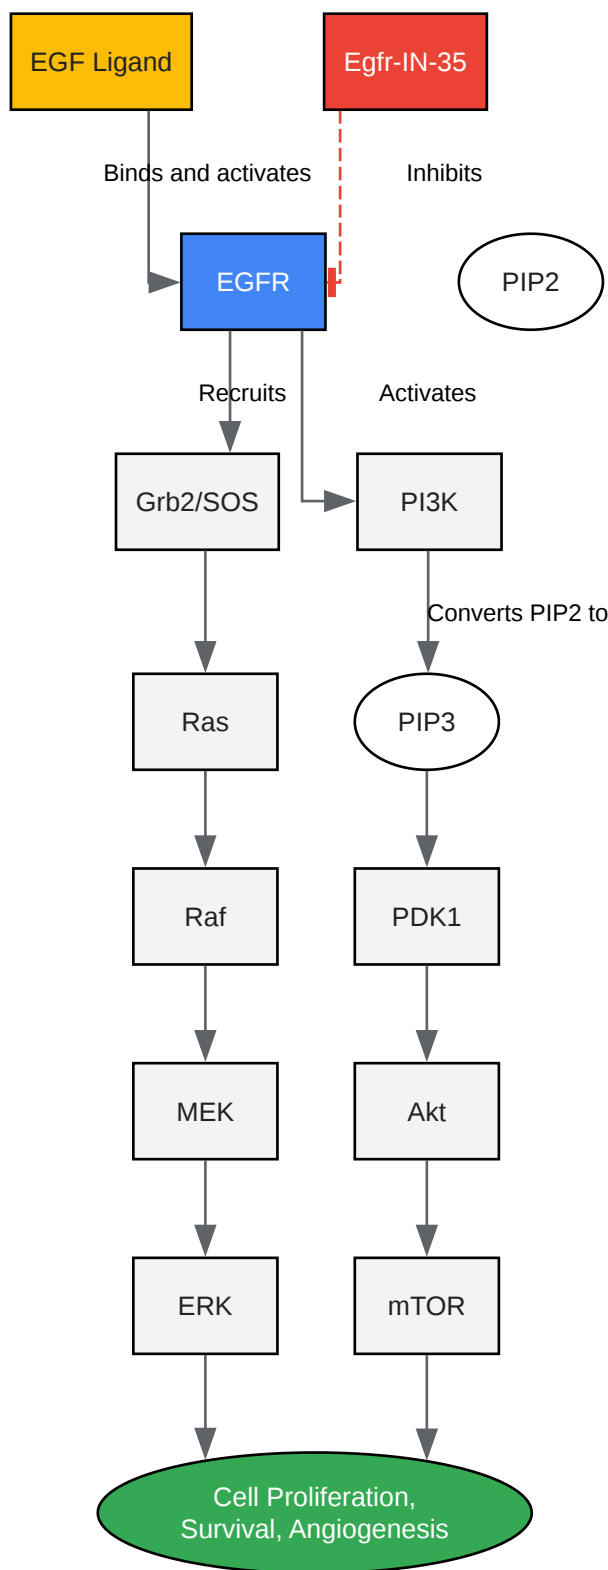 EGF Ligand
Egfr-IN-35
Binds and activates
Inhibits
EGFR
PIP2
Recruits
Activates
Grb2/SOS
PI3K
Converts PIP2 to
Ras
PIP3
Raf
PDK1
MEK
Akt
ERK
mTOR
Cell Proliferation,
Survival, Angiogenesis